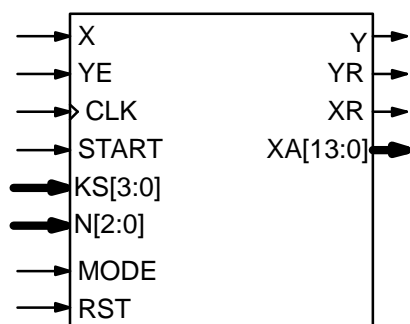 X Y
YE YR
CLK XR
START XA[13:0]
KS[3:0]
N[2:0]
MODE
RST